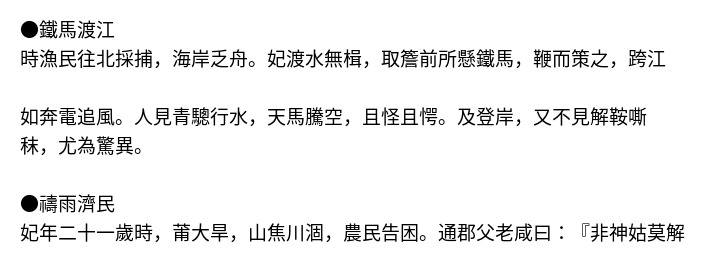 ●鐵馬渡江
時漁民往北採捕，海岸乏舟。妃渡水無楫，取簷前所懸鐵馬，鞭而策之，跨江
如奔電追風。人見青驄行水，天馬騰空，且怪且愕。及登岸，又不見解鞍嘶
秣，尤為驚異。
●禱雨濟民
妃年二十一歲時，莆大旱，山焦川涸，農民告困。通郡父老咸曰：『非神姑莫解